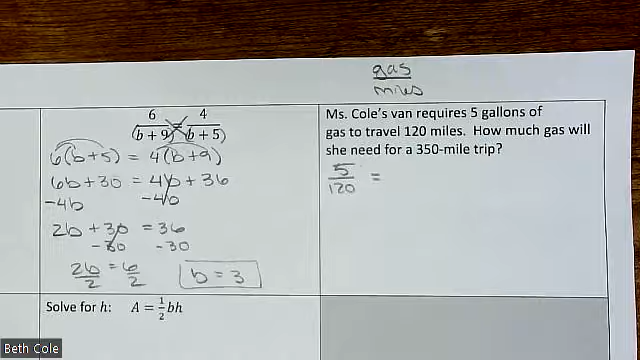 gas
miles
6/(b + 9) = 4/(b + 5)
6(b+5) = 4(b+9)
6b+30 = 4b+36
-4b -4b
2b+30 = 36
-30 -30
2b/2 = 6/2
b = 3
Ms. Cole's van requires 5 gallons of
gas to travel 120 miles. How much gas will
she need for a 350-mile trip?
5/120 =
Solve for h: A = 1/2 bh
Beth Cole